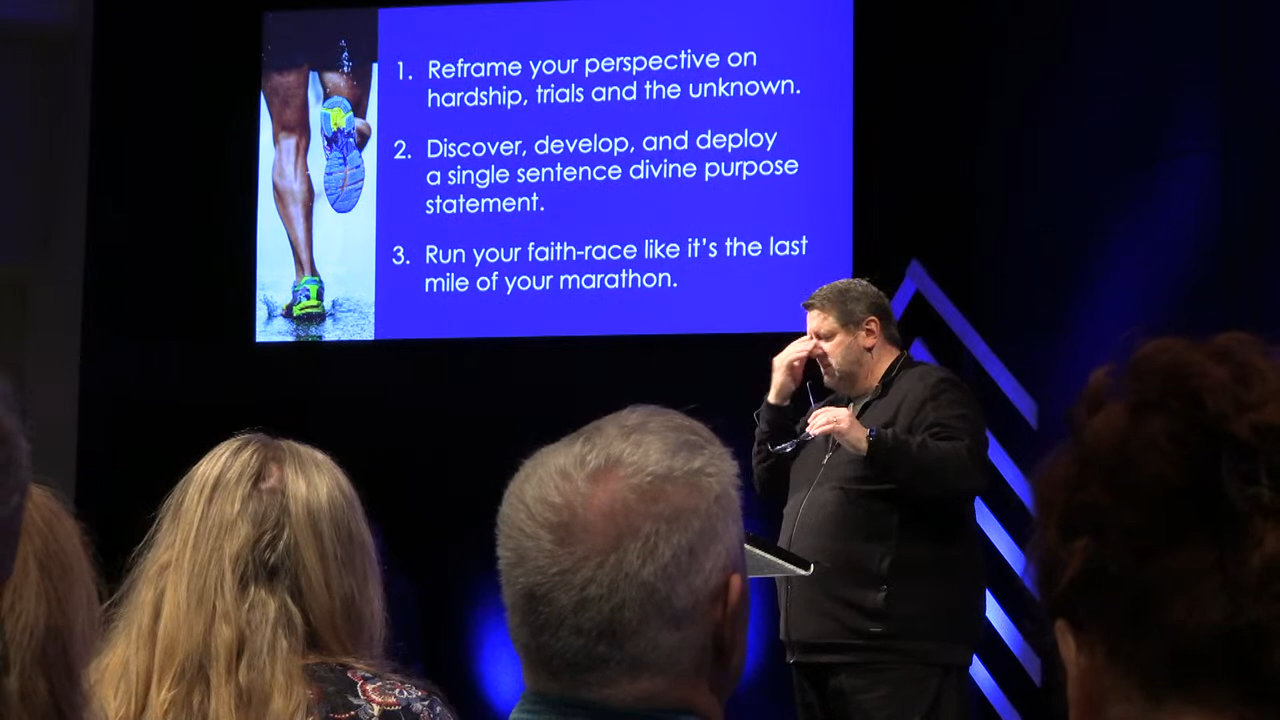 1. Reframe your perspective on
hardship, trials and the unknown.
2. Discover, develop, and deploy
a single sentence divine purpose
statement.
3. Run your faith-race like it's the last
mile of your marathon.